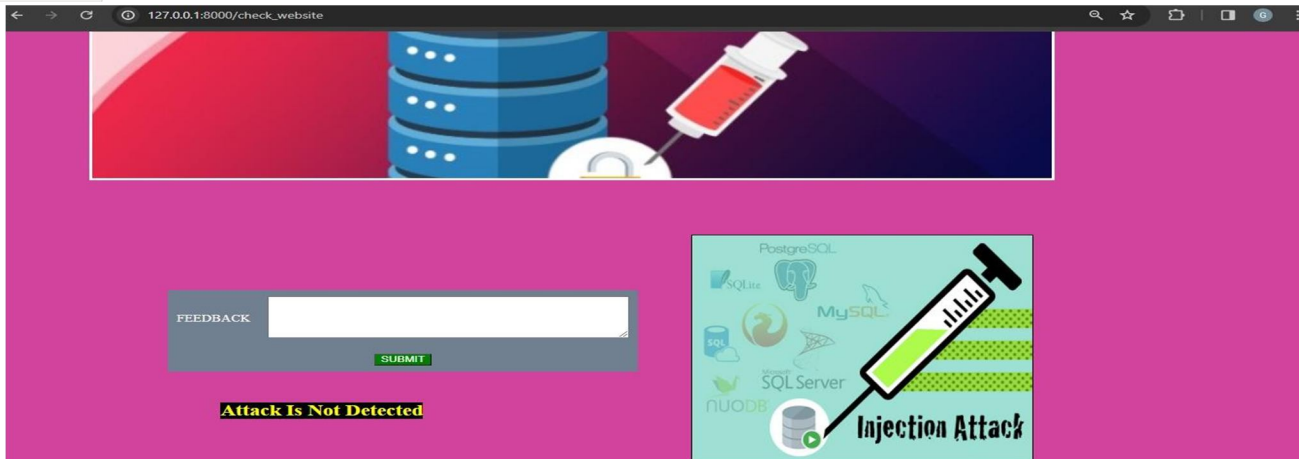 127.0.0.1:8000/check_website
G
PostgreSQL
SQLite
MySQL
SQL
Microsoft
SQL Server
NUODB
Injection Attack
FEEDBACK
SUBMIT
Attack Is Not Detected